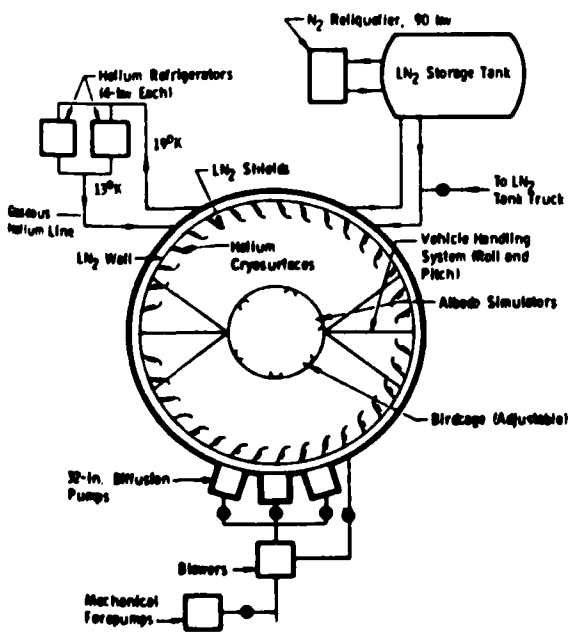 N2 Reliquefier, 90 kw
LN2 Storage Tank
Helium Refrigerators
(4-kw Each)
19°K
13°K
LN2 Shields
To LN2
Tank Truck
Gaseous
Helium Line
LN2 Wall
Helium
Cryosurfaces
Vehicle Handling
System (Roll and
Pitch)
Albedo Simulators
Birdcage (Adjustable)
32-in. Diffusion
Pumps
Blowers
Mechanical
Forepumps